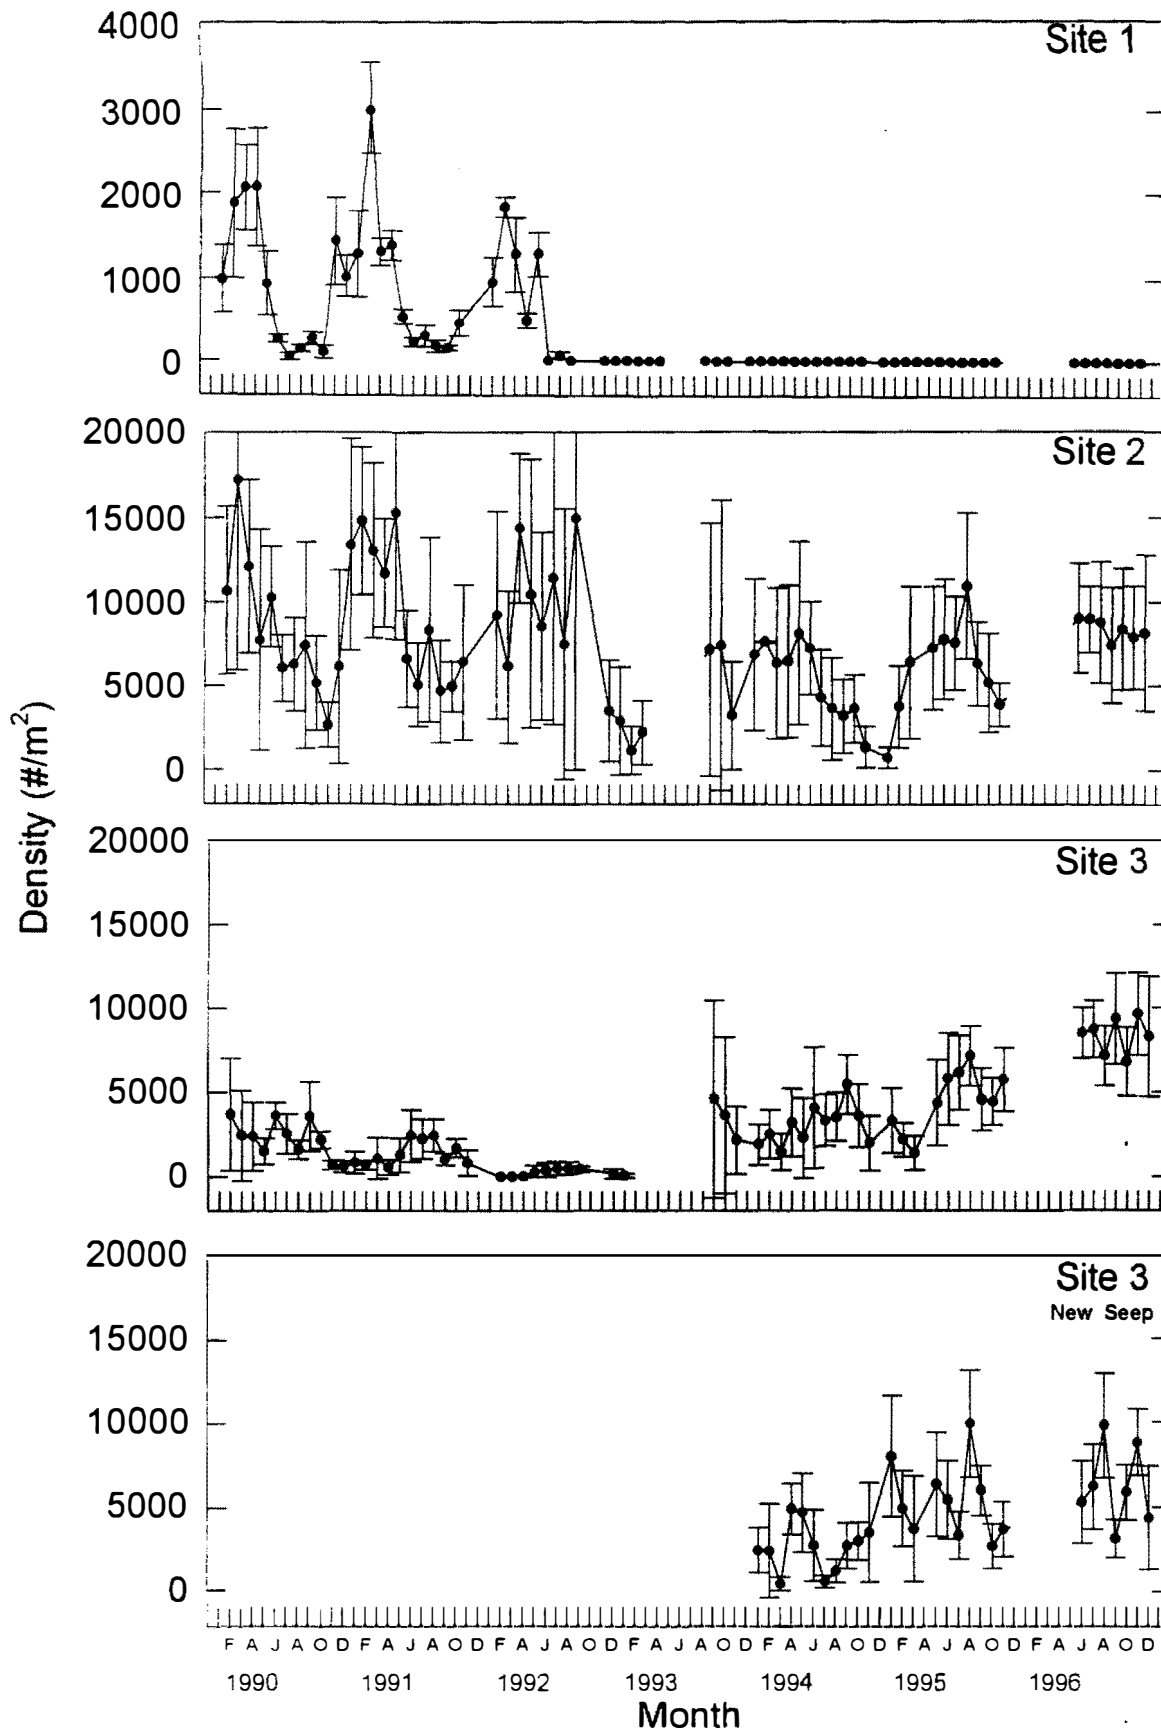 4000
Site 1
3000
2000
1000
0
20000
Site 2
15000
10000
5000
0
Density (#/m²)
20000
Site 3
15000
10000
5000
0
20000
Site 3
New Seep
15000
10000
5000
0
F A J A O D F A J A O D F A J A O D F A J A O D F A J A O D F A J A O D F A J A O D
1990 1991 1992 1993 1994 1995 1996
Month